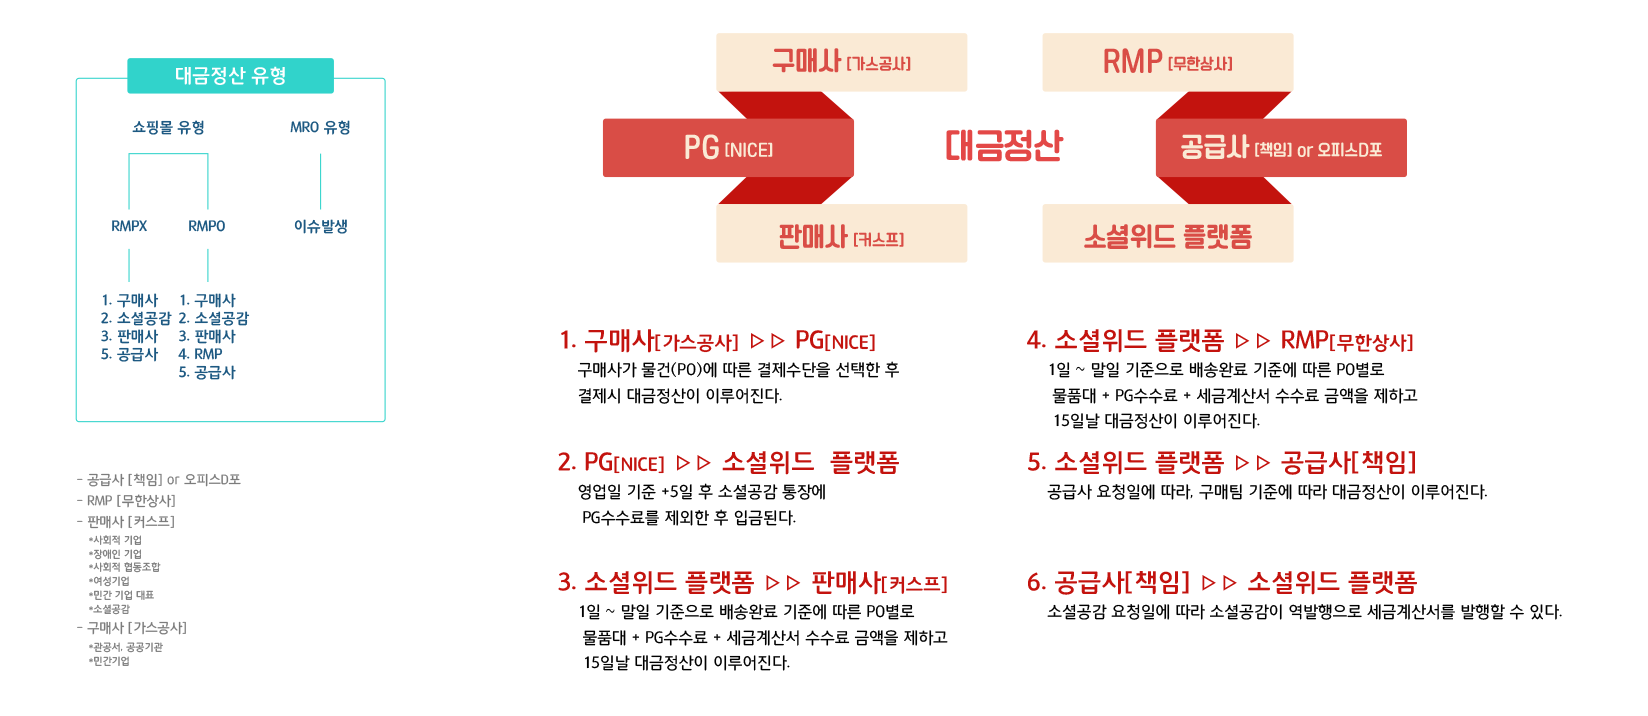 대금정산 유형
쇼핑몰 유형
MRO 유형
RMPX
RMPO
이슈발생
1. 구매사
2. 소셜공감
3. 판매사
5. 공급사
1. 구매사
2. 소셜공감
3. 판매사
4. RMP
5. 공급사
- 공급사 [책임] or 오피스D포
- RMP [무한상사]
- 판매사 [커스프]
*사회적 기업
*장애인 기업
*사회적 협동조합
*여성기업
*민간 기업 대표
*소셜공감
- 구매사 [가스공사]
*관공서, 공공기관
*민간기업
구매사 [가스공사]
PG [NICE]
판매사 [커스프]
대금정산
RMP [무한상사]
공급사 [책임] or 오피스D포
소셜위드 플랫폼
1. 구매사[가스공사] ▷▷ PG[NICE]
구매사가 물건(PO)에 따른 결제수단을 선택한 후
결제시 대금정산이 이루어진다.
2. PG[NICE] ▷▷ 소셜위드 플랫폼
영업일 기준 +5일 후 소셜공감 통장에
PG수수료를 제외한 후 입금된다.
3. 소셜위드 플랫폼 ▷▷ 판매사[커스프]
1일 ~ 말일 기준으로 배송완료 기준에 따른 PO별로
물품대 + PG수수료 + 세금계산서 수수료 금액을 제하고
15일날 대금정산이 이루어진다.
4. 소셜위드 플랫폼 ▷▷ RMP[무한상사]
1일 ~ 말일 기준으로 배송완료 기준에 따른 PO별로
물품대 + PG수수료 + 세금계산서 수수료 금액을 제하고
15일날 대금정산이 이루어진다.
5. 소셜위드 플랫폼 ▷▷ 공급사[책임]
공급사 요청일에 따라, 구매팀 기준에 따라 대금정산이 이루어진다.
6. 공급사[책임] ▷▷ 소셜위드 플랫폼
소셜공감 요청일에 따라 소셜공감이 역발행으로 세금계산서를 발행할 수 있다.